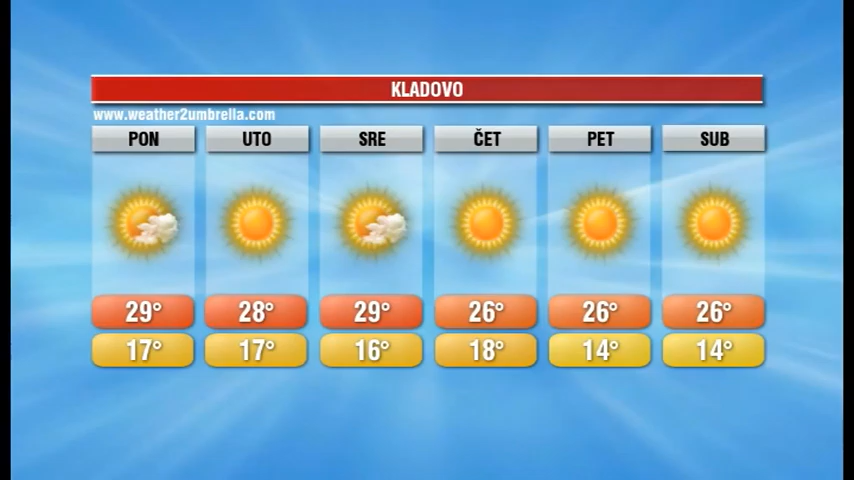 KLADOVO
www.weather2umbrella.com
PON UTO SRE ČET PET SUB
29° 28° 29° 26° 26° 26°
17° 17° 16° 18° 14° 14°